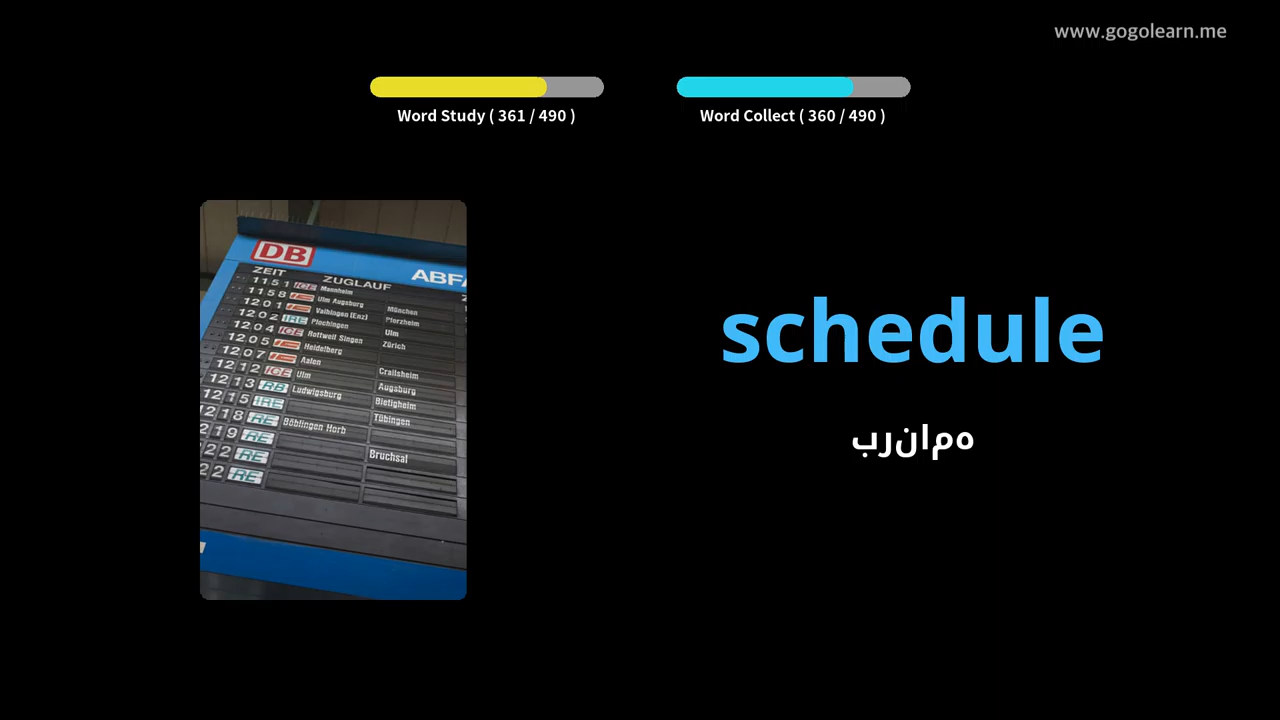 www.gogolearn.me
Word Study ( 361 / 490 )
Word Collect ( 360 / 490 )
DB
ABFA
ZEIT ZUGLAUF
1151 ICE Mannheim
1158 Ulm Augsburg München
1201 Vaihingen (Enz) Pforzheim
1202 IRE Plochingen Ulm
1204 ICE Rottweil Singen Zürich
1205 Heidelberg
1207 Aalen Crailsheim
1212 ICE Ulm Augsburg
1213 RB Ludwigsburg Bietigheim
1215 IRE Tübingen
1218 RE Böblingen Horb
219 RE Bruchsal
22 RE
22 RE
schedule
برنامه